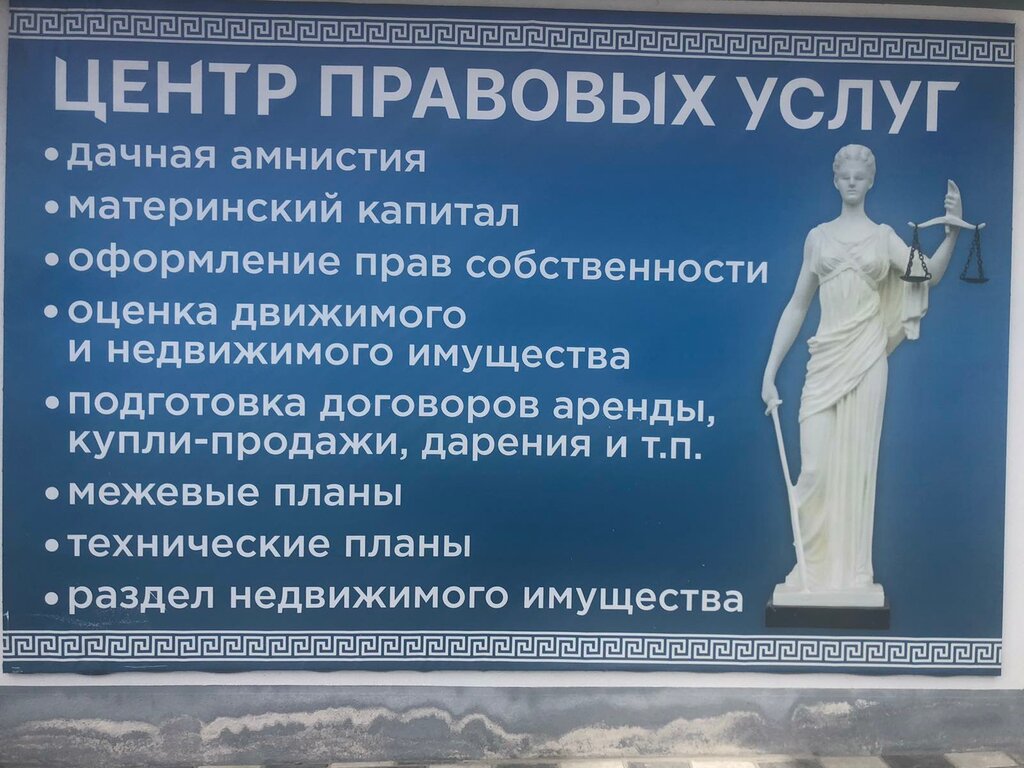 ЦЕНТР ПРАВОВЫХ УСЛУГ
• дачная амнистия
• материнский капитал
• оформление прав собственности
• оценка движимого
и недвижимого имущества
• подготовка договоров аренды,
купли-продажи, дарения и т.п.
• межевые планы
• технические планы
• раздел недвижимого имущества